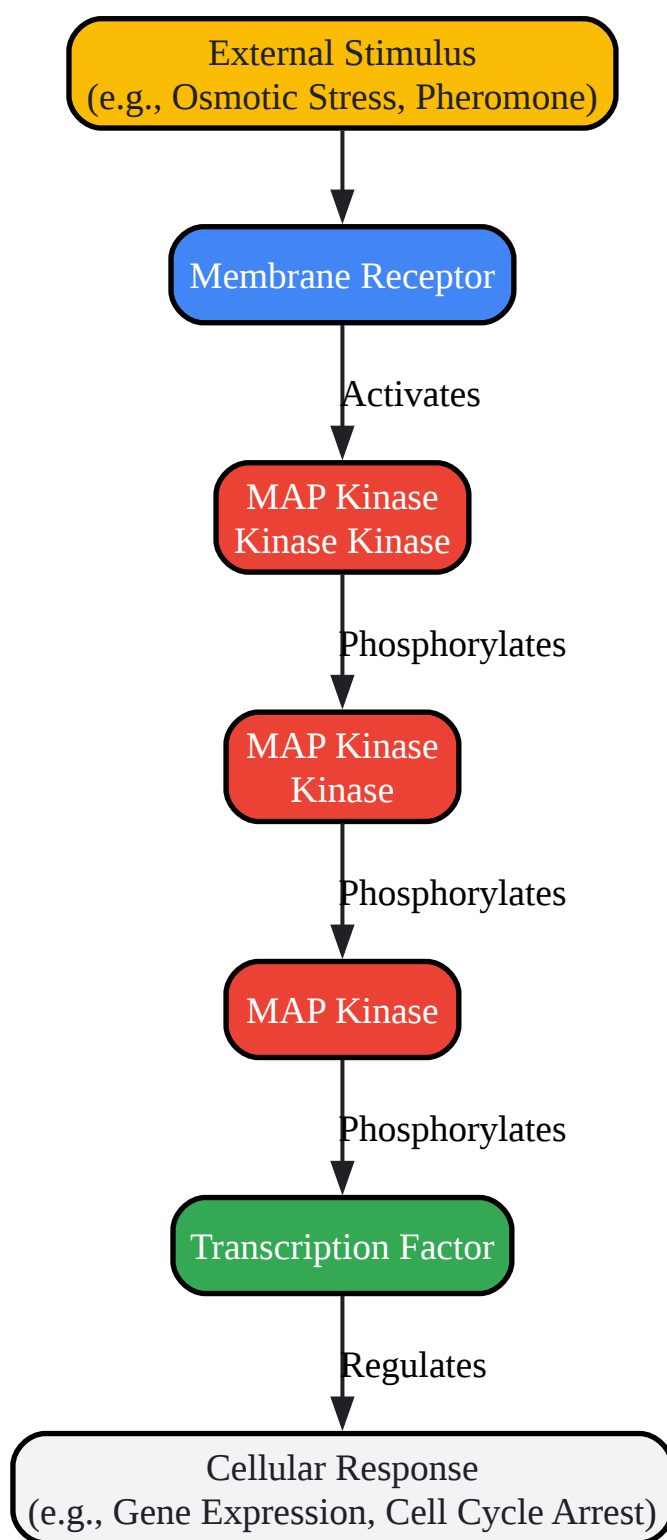 External Stimulus
(e.g., Osmotic Stress, Pheromone)
Membrane Receptor
Activates
MAP Kinase
Kinase Kinase
Phosphorylates
MAP Kinase
Kinase
Phosphorylates
MAP Kinase
Phosphorylates
Transcription Factor
Regulates
Cellular Response
(e.g., Gene Expression, Cell Cycle Arrest)